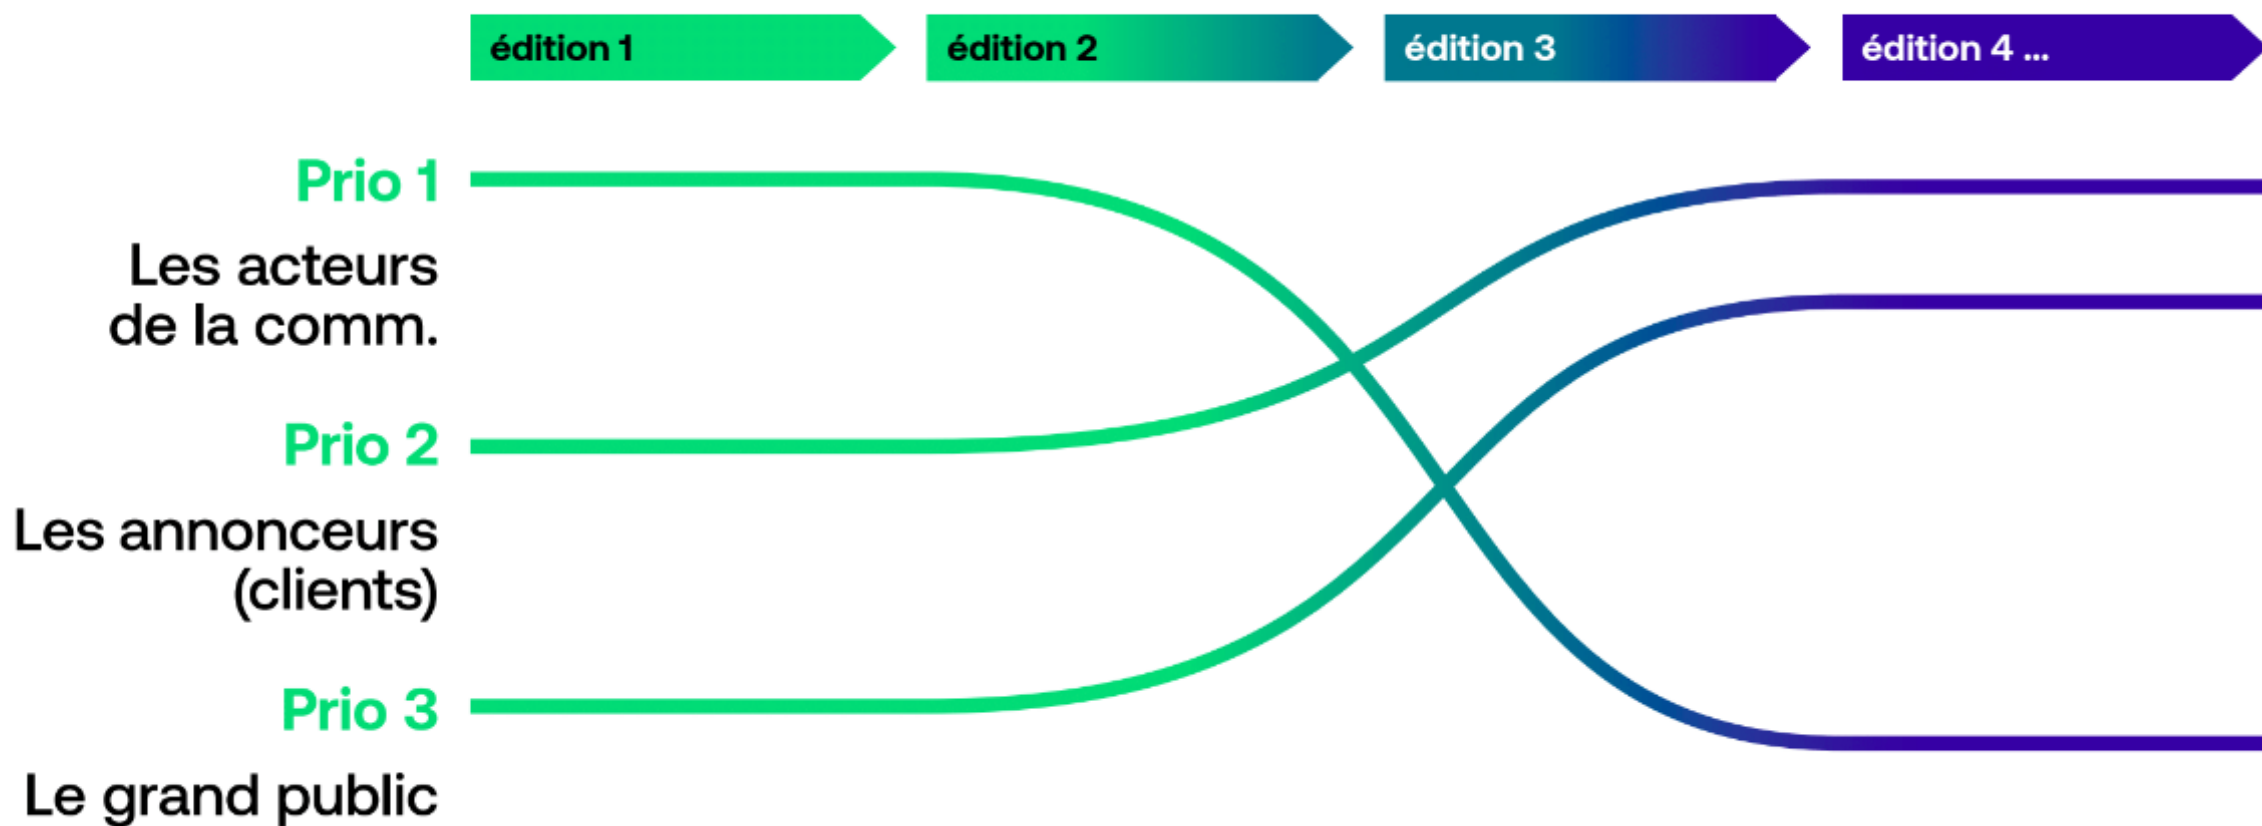 édition 1
édition 2
édition 3
édition 4 ...
Prio 1
Les acteurs
de la comm.
Prio 2
Les annonceurs
(clients)
Prio 3
Le grand public